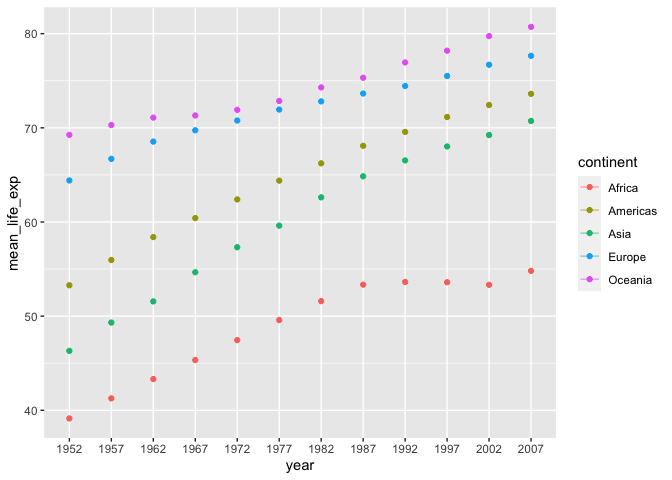 80
70
60
50
40
mean_life_exp
1952 1957 1962 1967 1972 1977 1982 1987 1992 1997 2002 2007
year
continent
Africa
Americas
Asia
Europe
Oceania